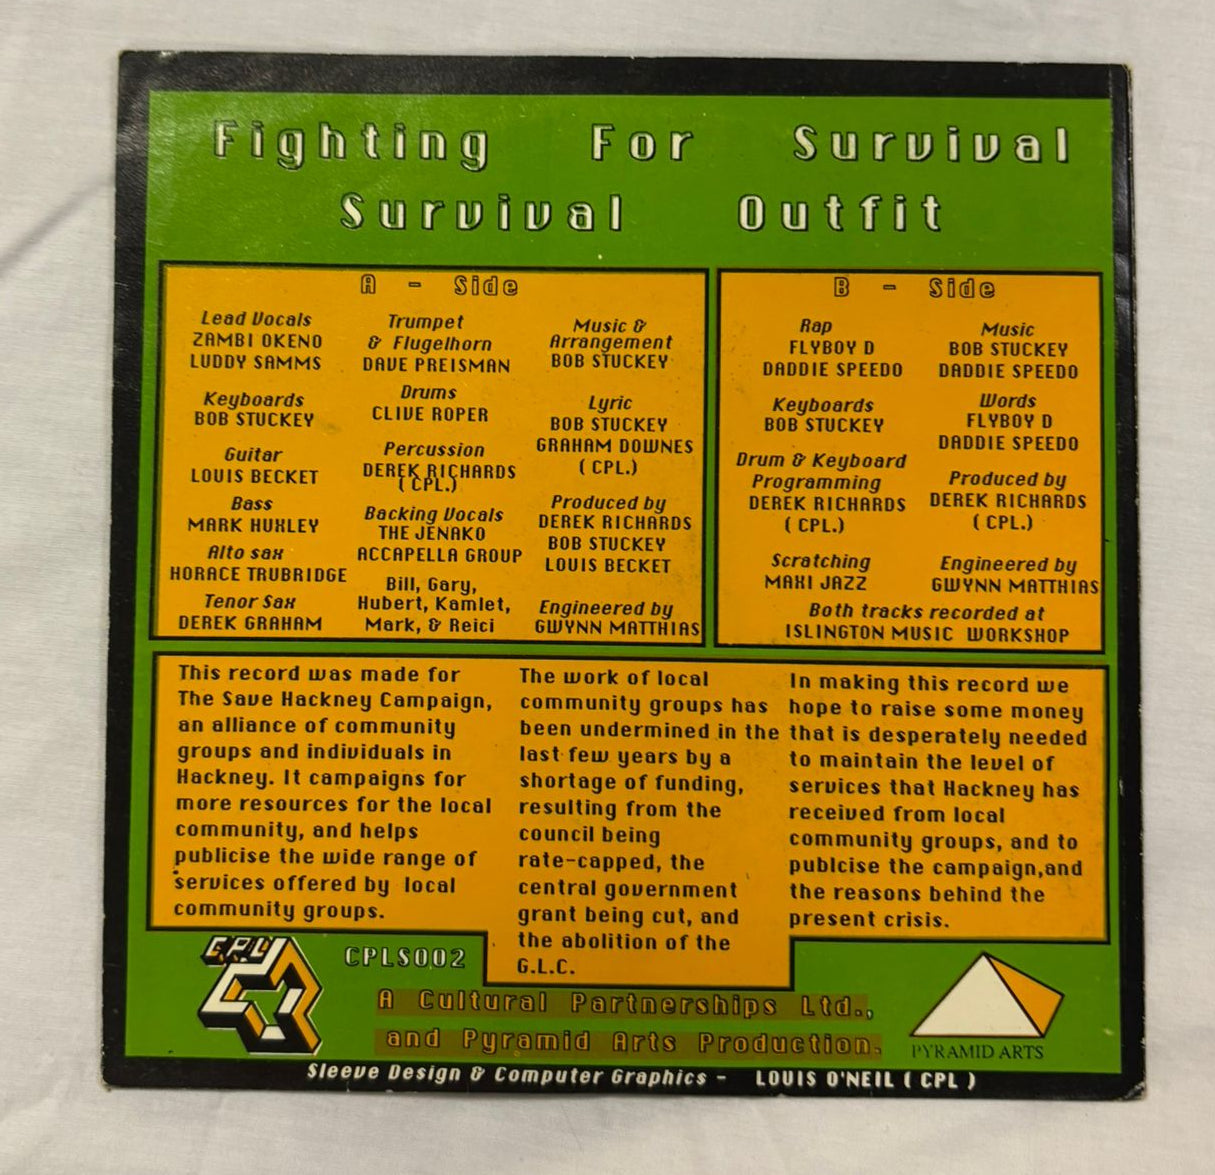 Fighting For Survival
Survival Outfit
A - Side
Lead Vocals
ZAMBI OKENO
LUDDY SAMMS
Keyboards
BOB STUCKEY
Guitar
LOUIS BECKET
Bass
MARK HUXLEY
Alto sax
HORACE TRUBRIDGE
Tenor Sax
DEREK GRAHAM
Trumpet
& Flugelhorn
DAVE PREISMAN
Drums
CLIVE ROPER
Percussion
DEREK RICHARDS
( CPL.)
Backing Vocals
THE JENAKO
ACCAPELLA GROUP
Bill, Gary,
Hubert, Kamlet,
Mark, & Reici
Music &
Arrangement
BOB STUCKEY
Lyric
BOB STUCKEY
GRAHAM DOWNES
( CPL.)
Produced by
DEREK RICHARDS
BOB STUCKEY
LOUIS BECKET
Engineered by
GWYNN MATTHIAS
B - Side
Rap
FLYBOY D
DADDIE SPEEDO
Keyboards
BOB STUCKEY
Drum & Keyboard
Programming
DEREK RICHARDS
( CPL.)
Scratching
MAXI JAZZ
Music
BOB STUCKEY
DADDIE SPEEDO
Words
FLYBOY D
DADDIE SPEEDO
Produced by
DEREK RICHARDS
( CPL.)
Engineered by
GWYNN MATTHIAS
Both tracks recorded at
ISLINGTON MUSIC WORKSHOP
This record was made for
The Save Hackney Campaign,
an alliance of community
groups and individuals in
Hackney. It campaigns for
more resources for the local
community, and helps
publicise the wide range of
services offered by local
community groups.
The work of local
community groups has
been undermined in the
last few years by a
shortage of funding,
resulting from the
council being
rate-capped, the
central government
grant being cut, and
the abolition of the
G.L.C.
In making this record we
hope to raise some money
that is desperately needed
to maintain the level of
services that Hackney has
received from local
community groups, and to
publcise the campaign,and
the reasons behind the
present crisis.
CPL
CPLS002
A Cultural Partnerships Ltd.,
and Pyramid Arts Production.
PYRAMID ARTS
Sleeve Design & Computer Graphics - LOUIS O'NEIL ( CPL )